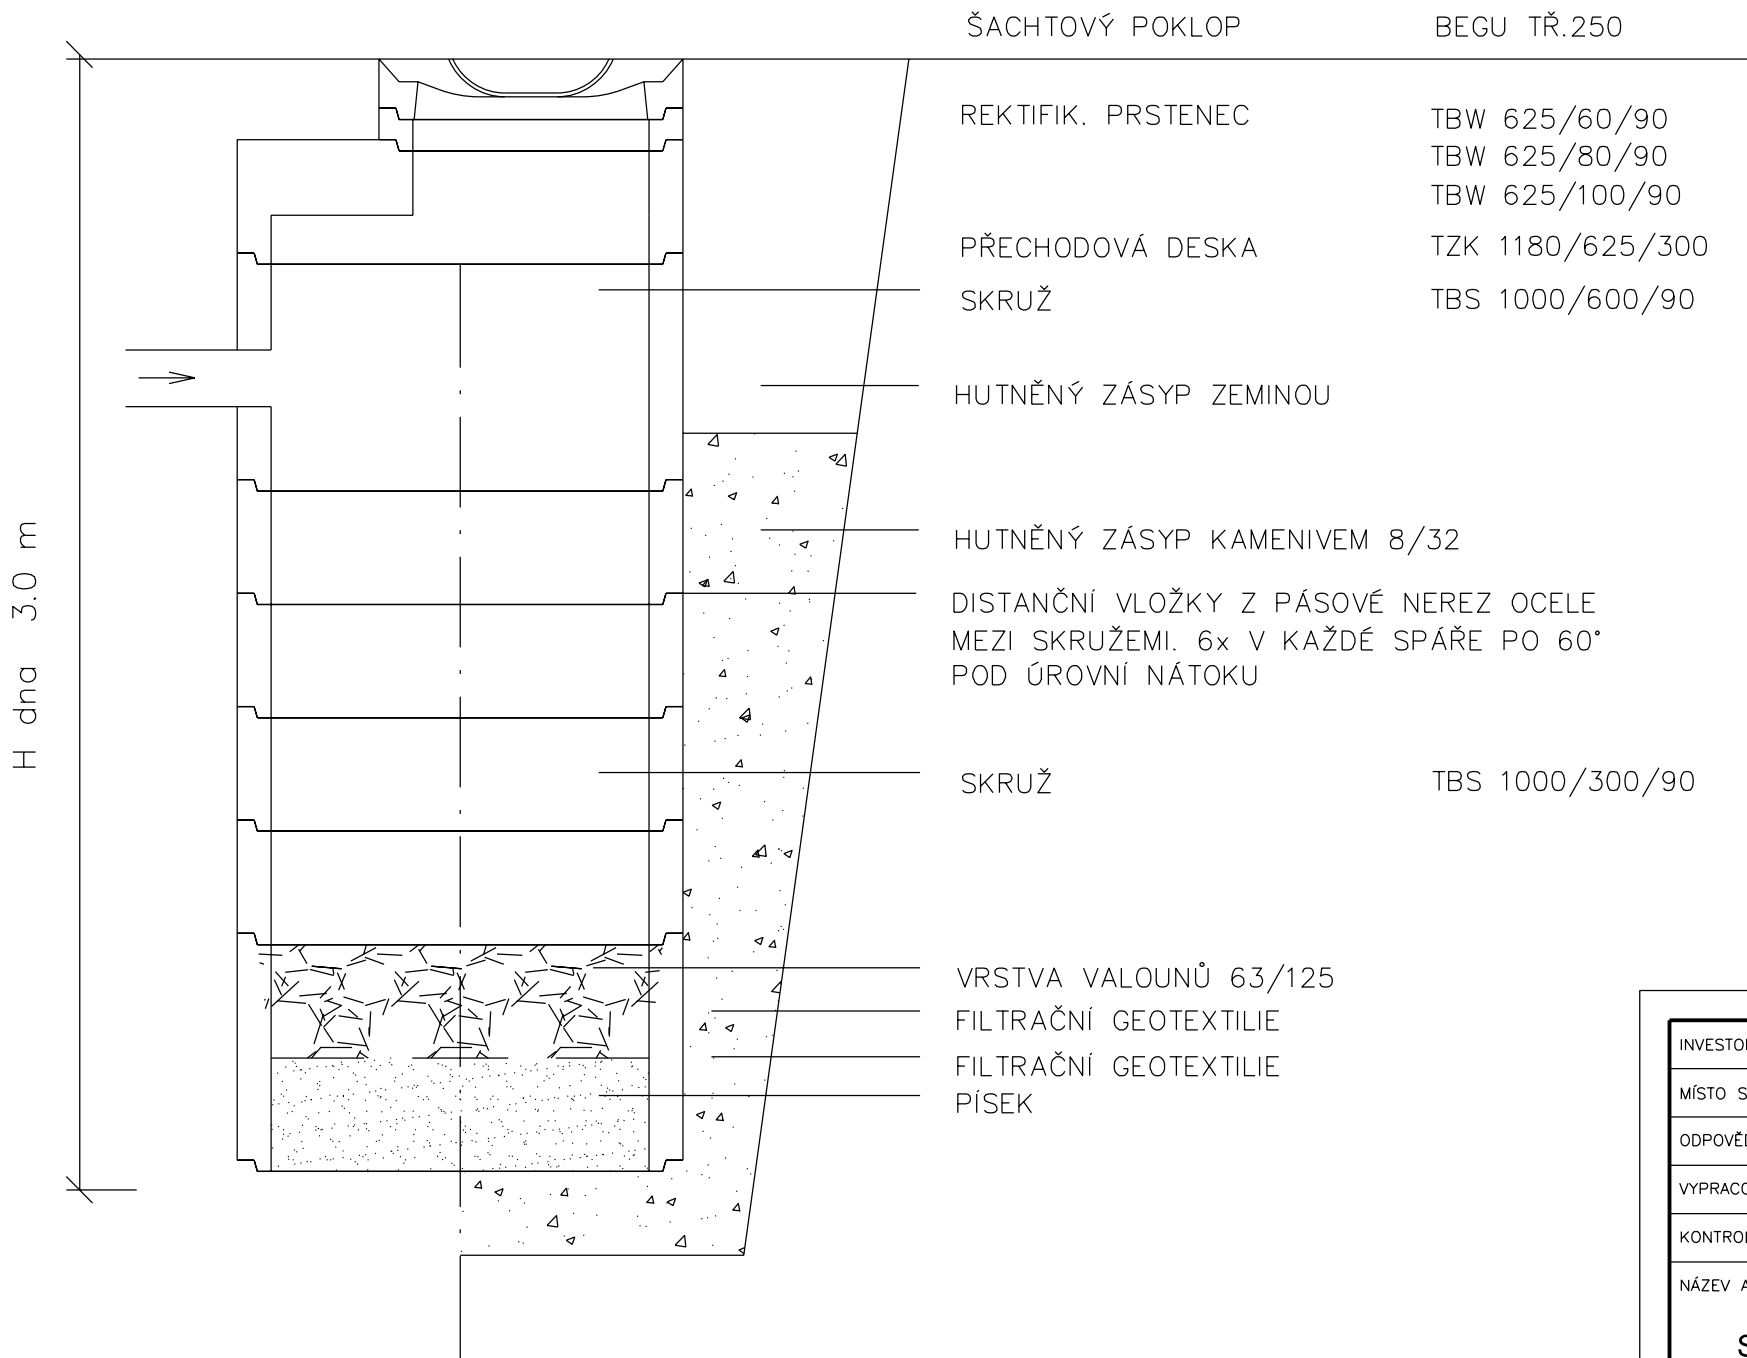 ŠACHTOVÝ POKLOP BEGU TŘ.250
REKTIFIK. PRSTENEC TBW 625/60/90
TBW 625/80/90
TBW 625/100/90
PŘECHODOVÁ DESKA TZK 1180/625/300
SKRUŽ TBS 1000/600/90
HUTNĚNÝ ZÁSYP ZEMINOU
HUTNĚNÝ ZÁSYP KAMENIVEM 8/32
DISTANČNÍ VLOŽKY Z PÁSOVÉ NEREZ OCELE
MEZI SKRUŽEMI. 6x V KAŽDÉ SPÁŘE PO 60°
POD ÚROVNÍ NÁTOKU
SKRUŽ TBS 1000/300/90
VRSTVA VALOUNŮ 63/125
FILTRAČNÍ GEOTEXTILIE
FILTRAČNÍ GEOTEXTILIE
PÍSEK
H dna 3.0 m
MÍSTO
NÁZEV